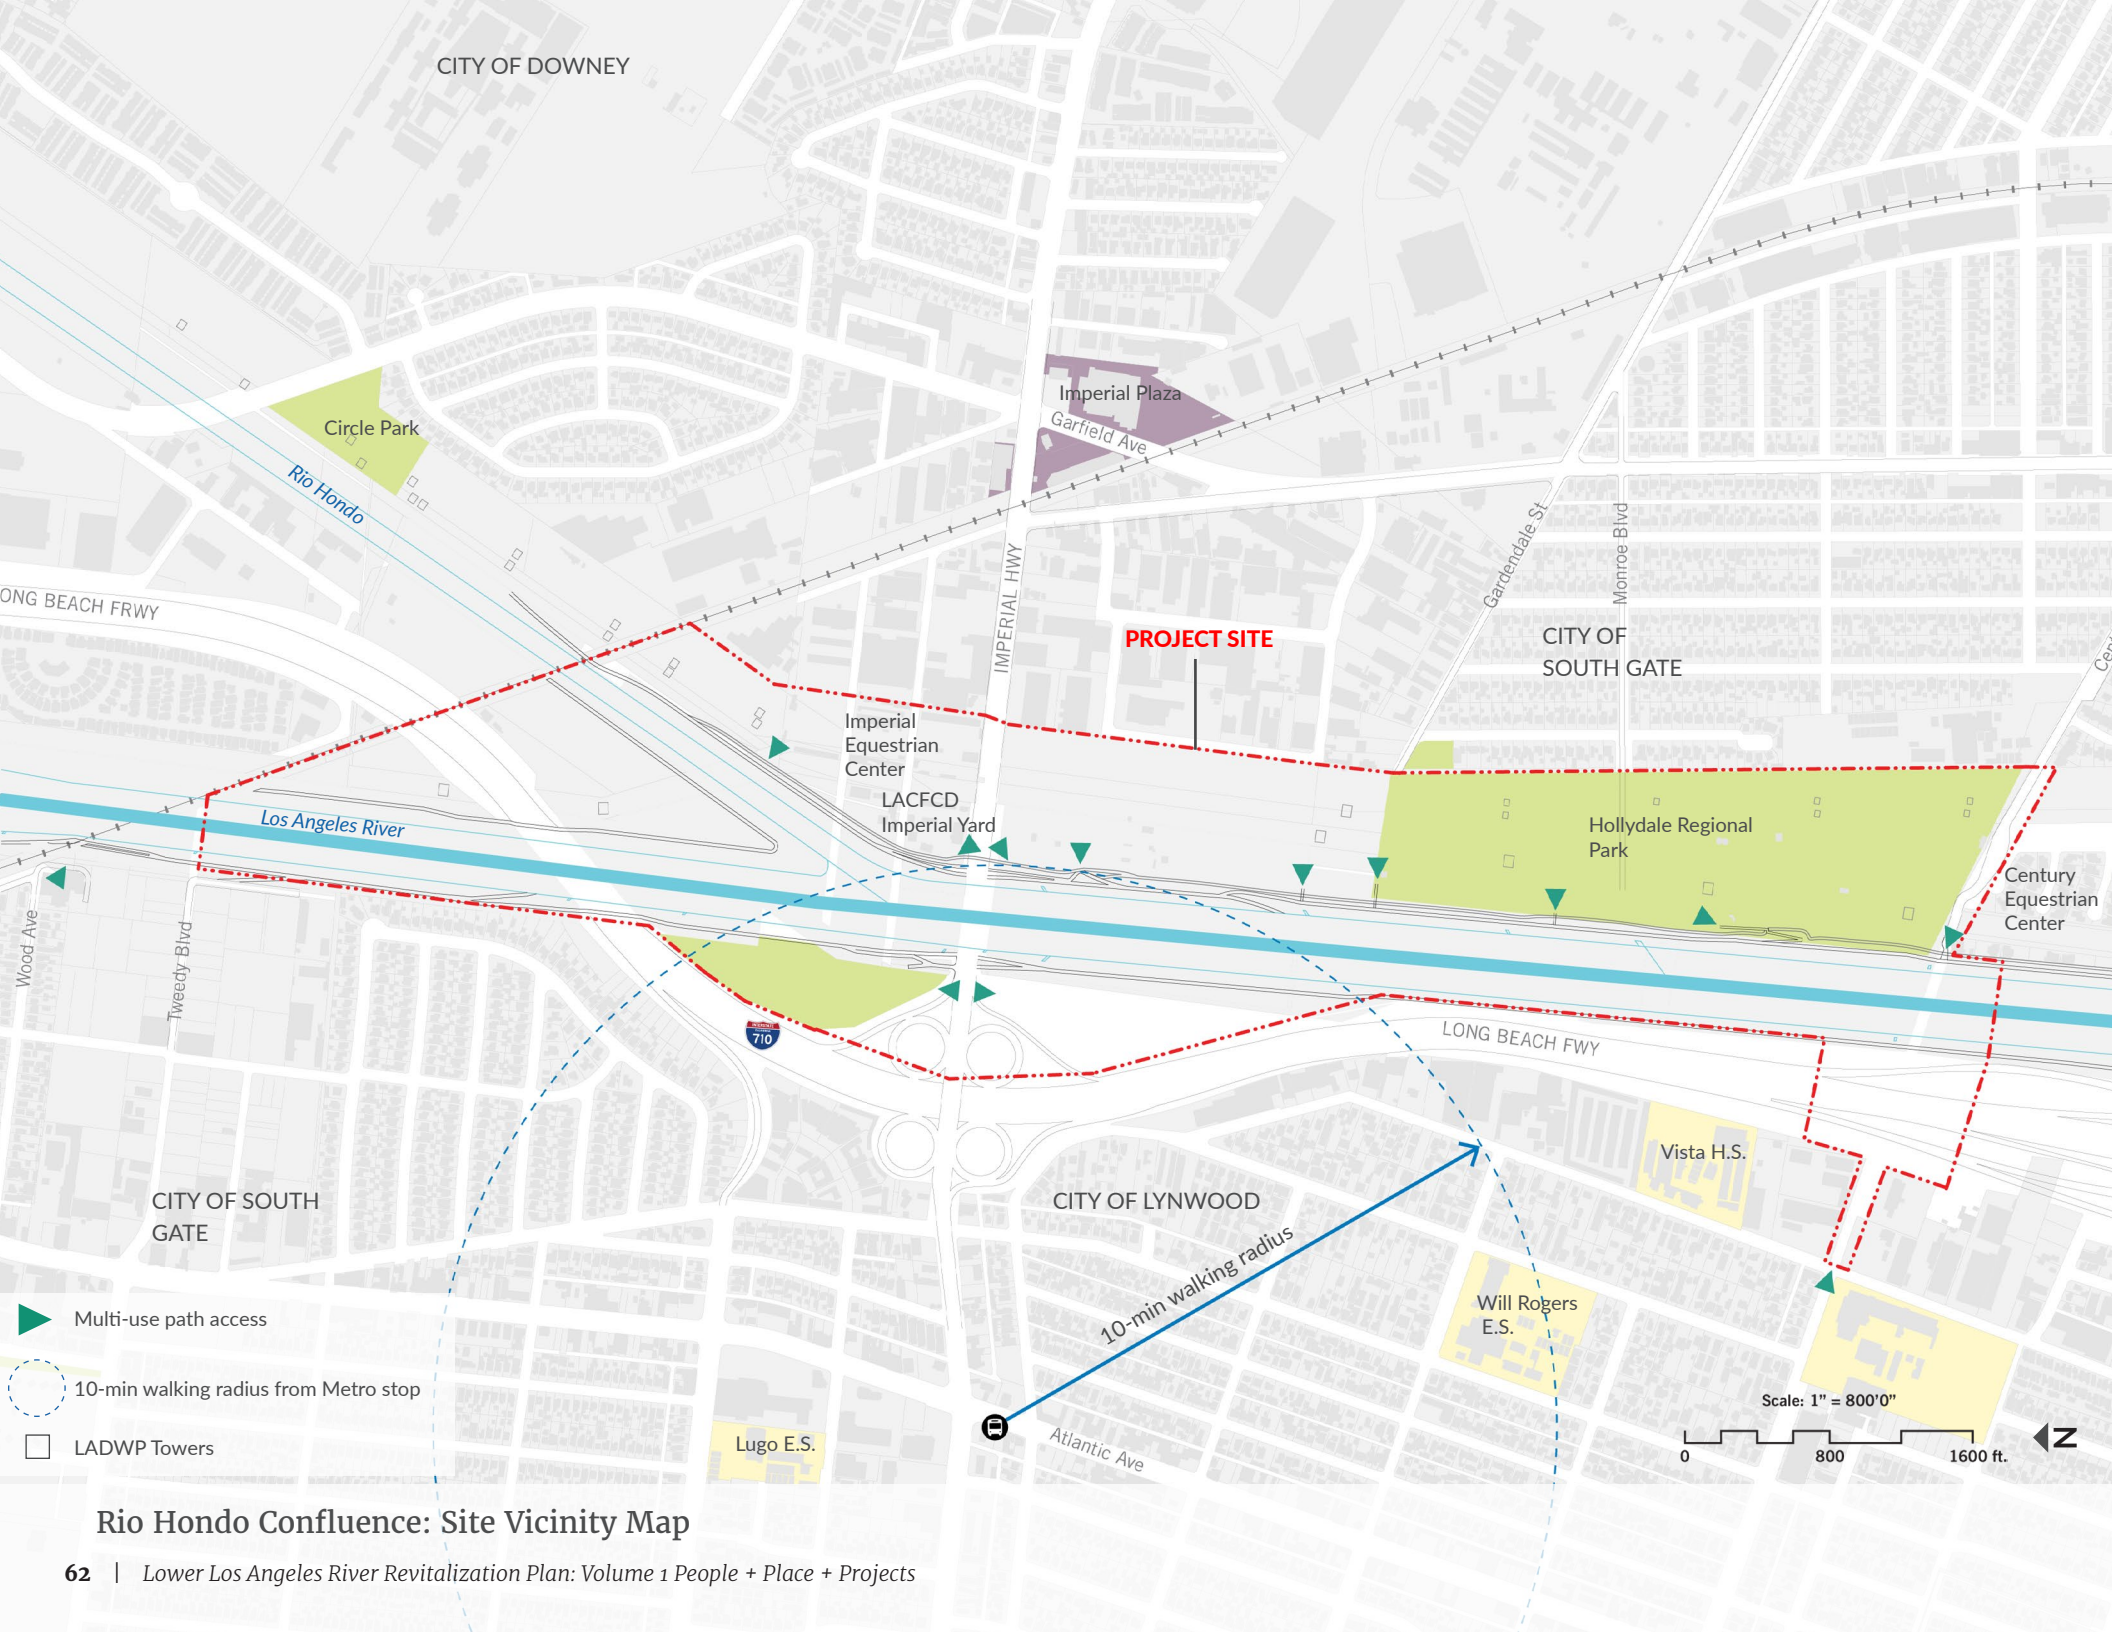 CITY OF DOWNEY
Imperial Plaza
Garfield Ave
Circle Park
Rio Hondo
IMPERIAL HWY
Gardendale St
Monroe Blvd
ONG BEACH FRWY
PROJECT SITE
CITY OF
SOUTH GATE
Cen
Imperial
Equestrian
Center
LACFCD
Imperial Yard
Los Angeles River
Hollydale Regional
Park
Century
Equestrian
Center
Wood Ave
Tweedy Blvd
INTERSTATE
710
LONG BEACH FWY
Vista H.S.
CITY OF SOUTH
GATE
CITY OF LYNWOOD
10-min walking radius
Will Rogers
E.S.
Multi-use path access
10-min walking radius from Metro stop
LADWP Towers
Lugo E.S.
Atlantic Ave
Scale: 1” = 800’0”
0 800 1600 ft.
N
Rio Hondo Confluence: Site Vicinity Map
62 | Lower Los Angeles River Revitalization Plan: Volume 1 People + Place + Projects